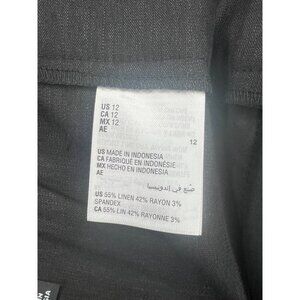 US 12
CA 12
MX 12
AE
12
US MADE IN INDONESIA
CA FABRIQUÉ EN INDONÉSIE
MX HECHO EN INDONESIA
AE
صنع في إندونيسيا
US 55% LINEN 42% RAYON 3%
SPANDEX
CA 55% LIN 42% RAYONNE 3%